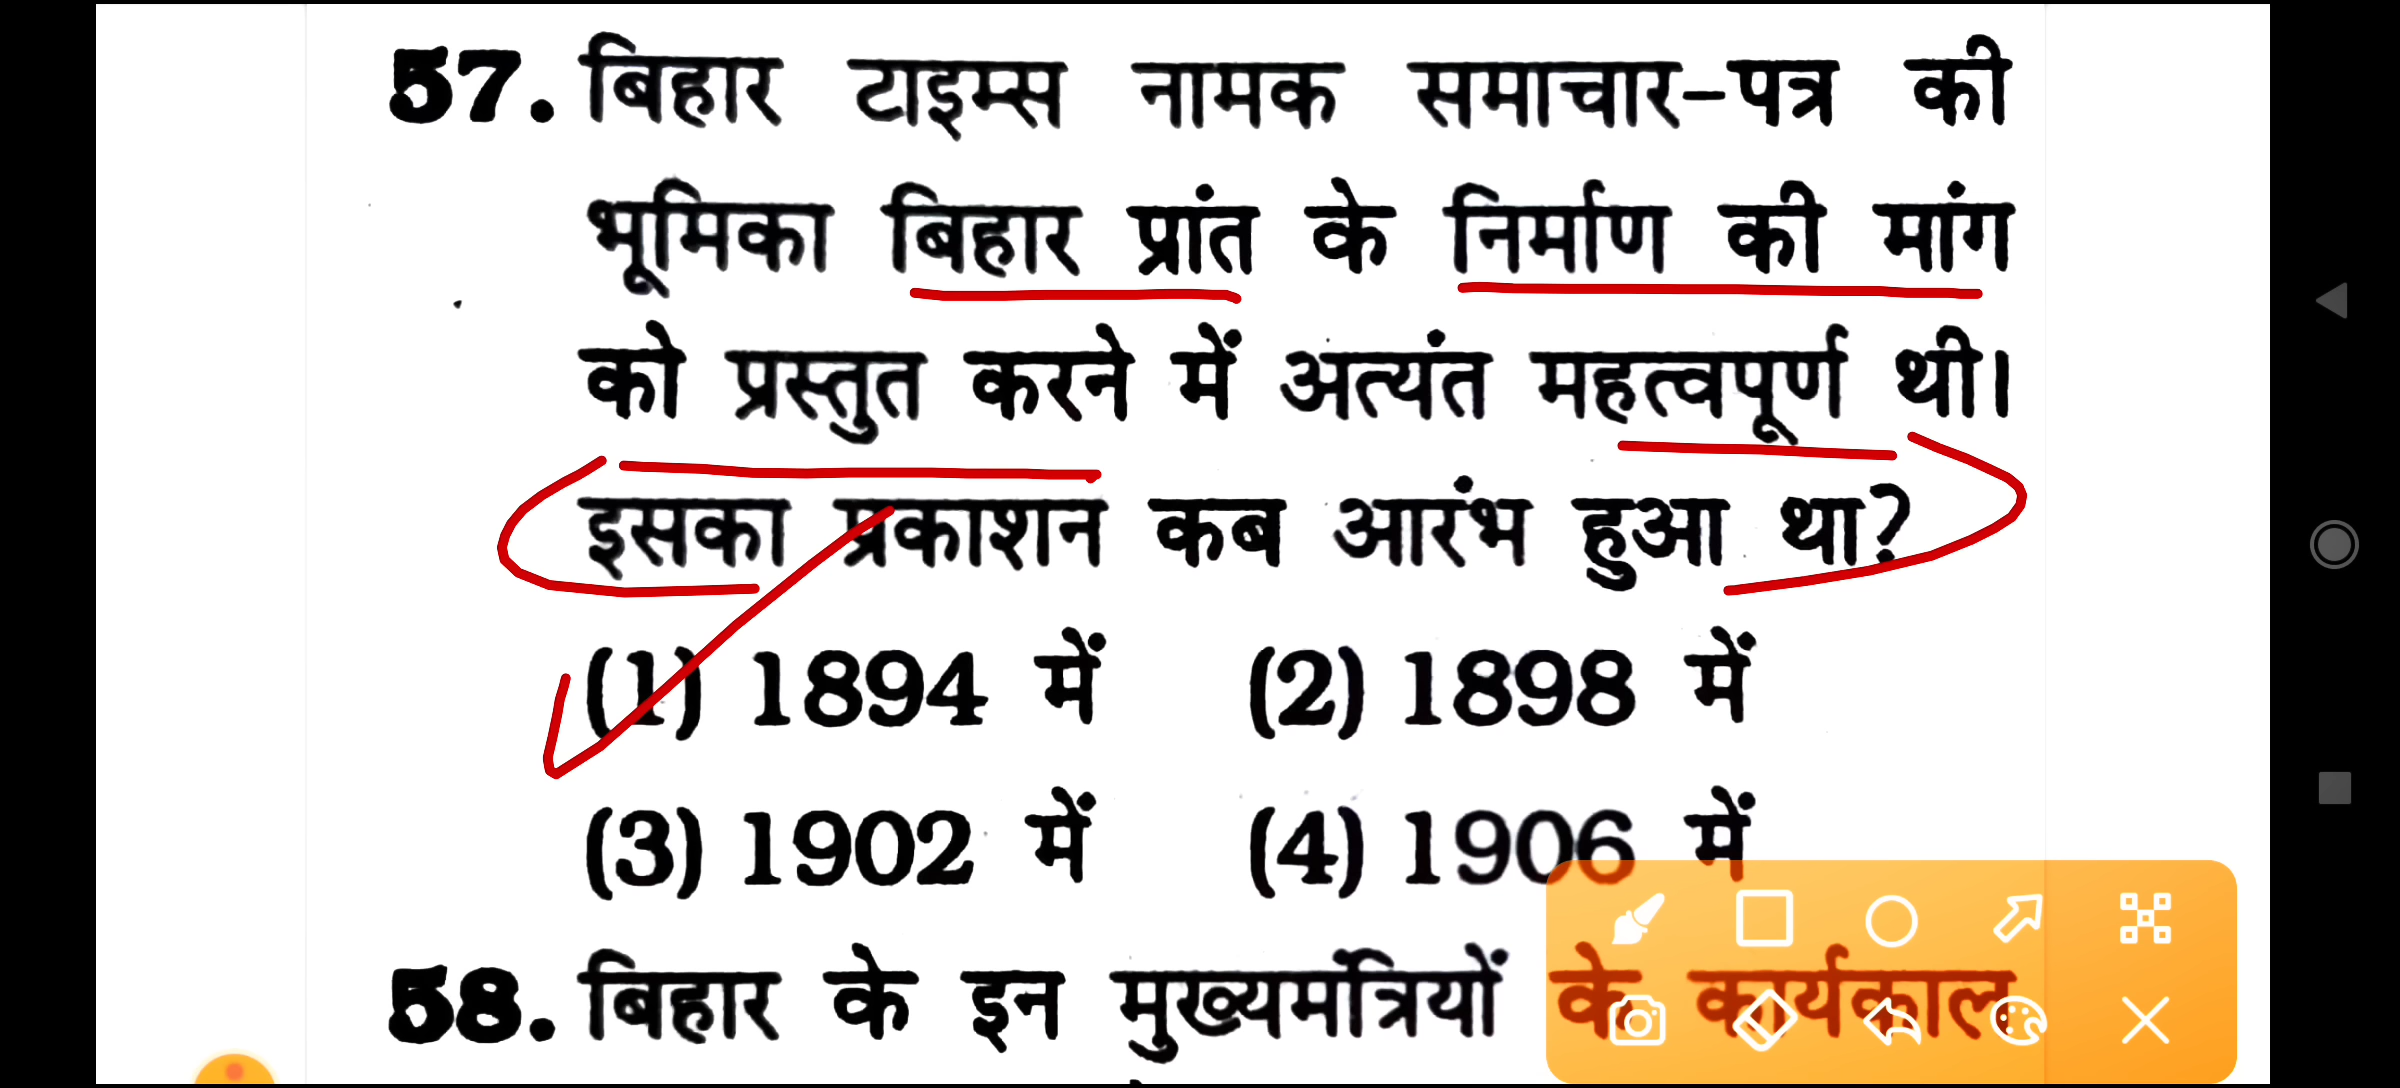 57. बिहार टाइम्स नामक समाचार-पत्र की
भूमिका बिहार प्रांत के निर्माण की मांग
को प्रस्तुत करने में अत्यंत महत्वपूर्ण थी।
इसका प्रकाशन कब आरंभ हुआ था?
(1) 1894 में (2) 1898 में
(3) 1902 में (4) 1906 में
58. बिहार के इन मुख्यमंत्रियों के कार्यकाल